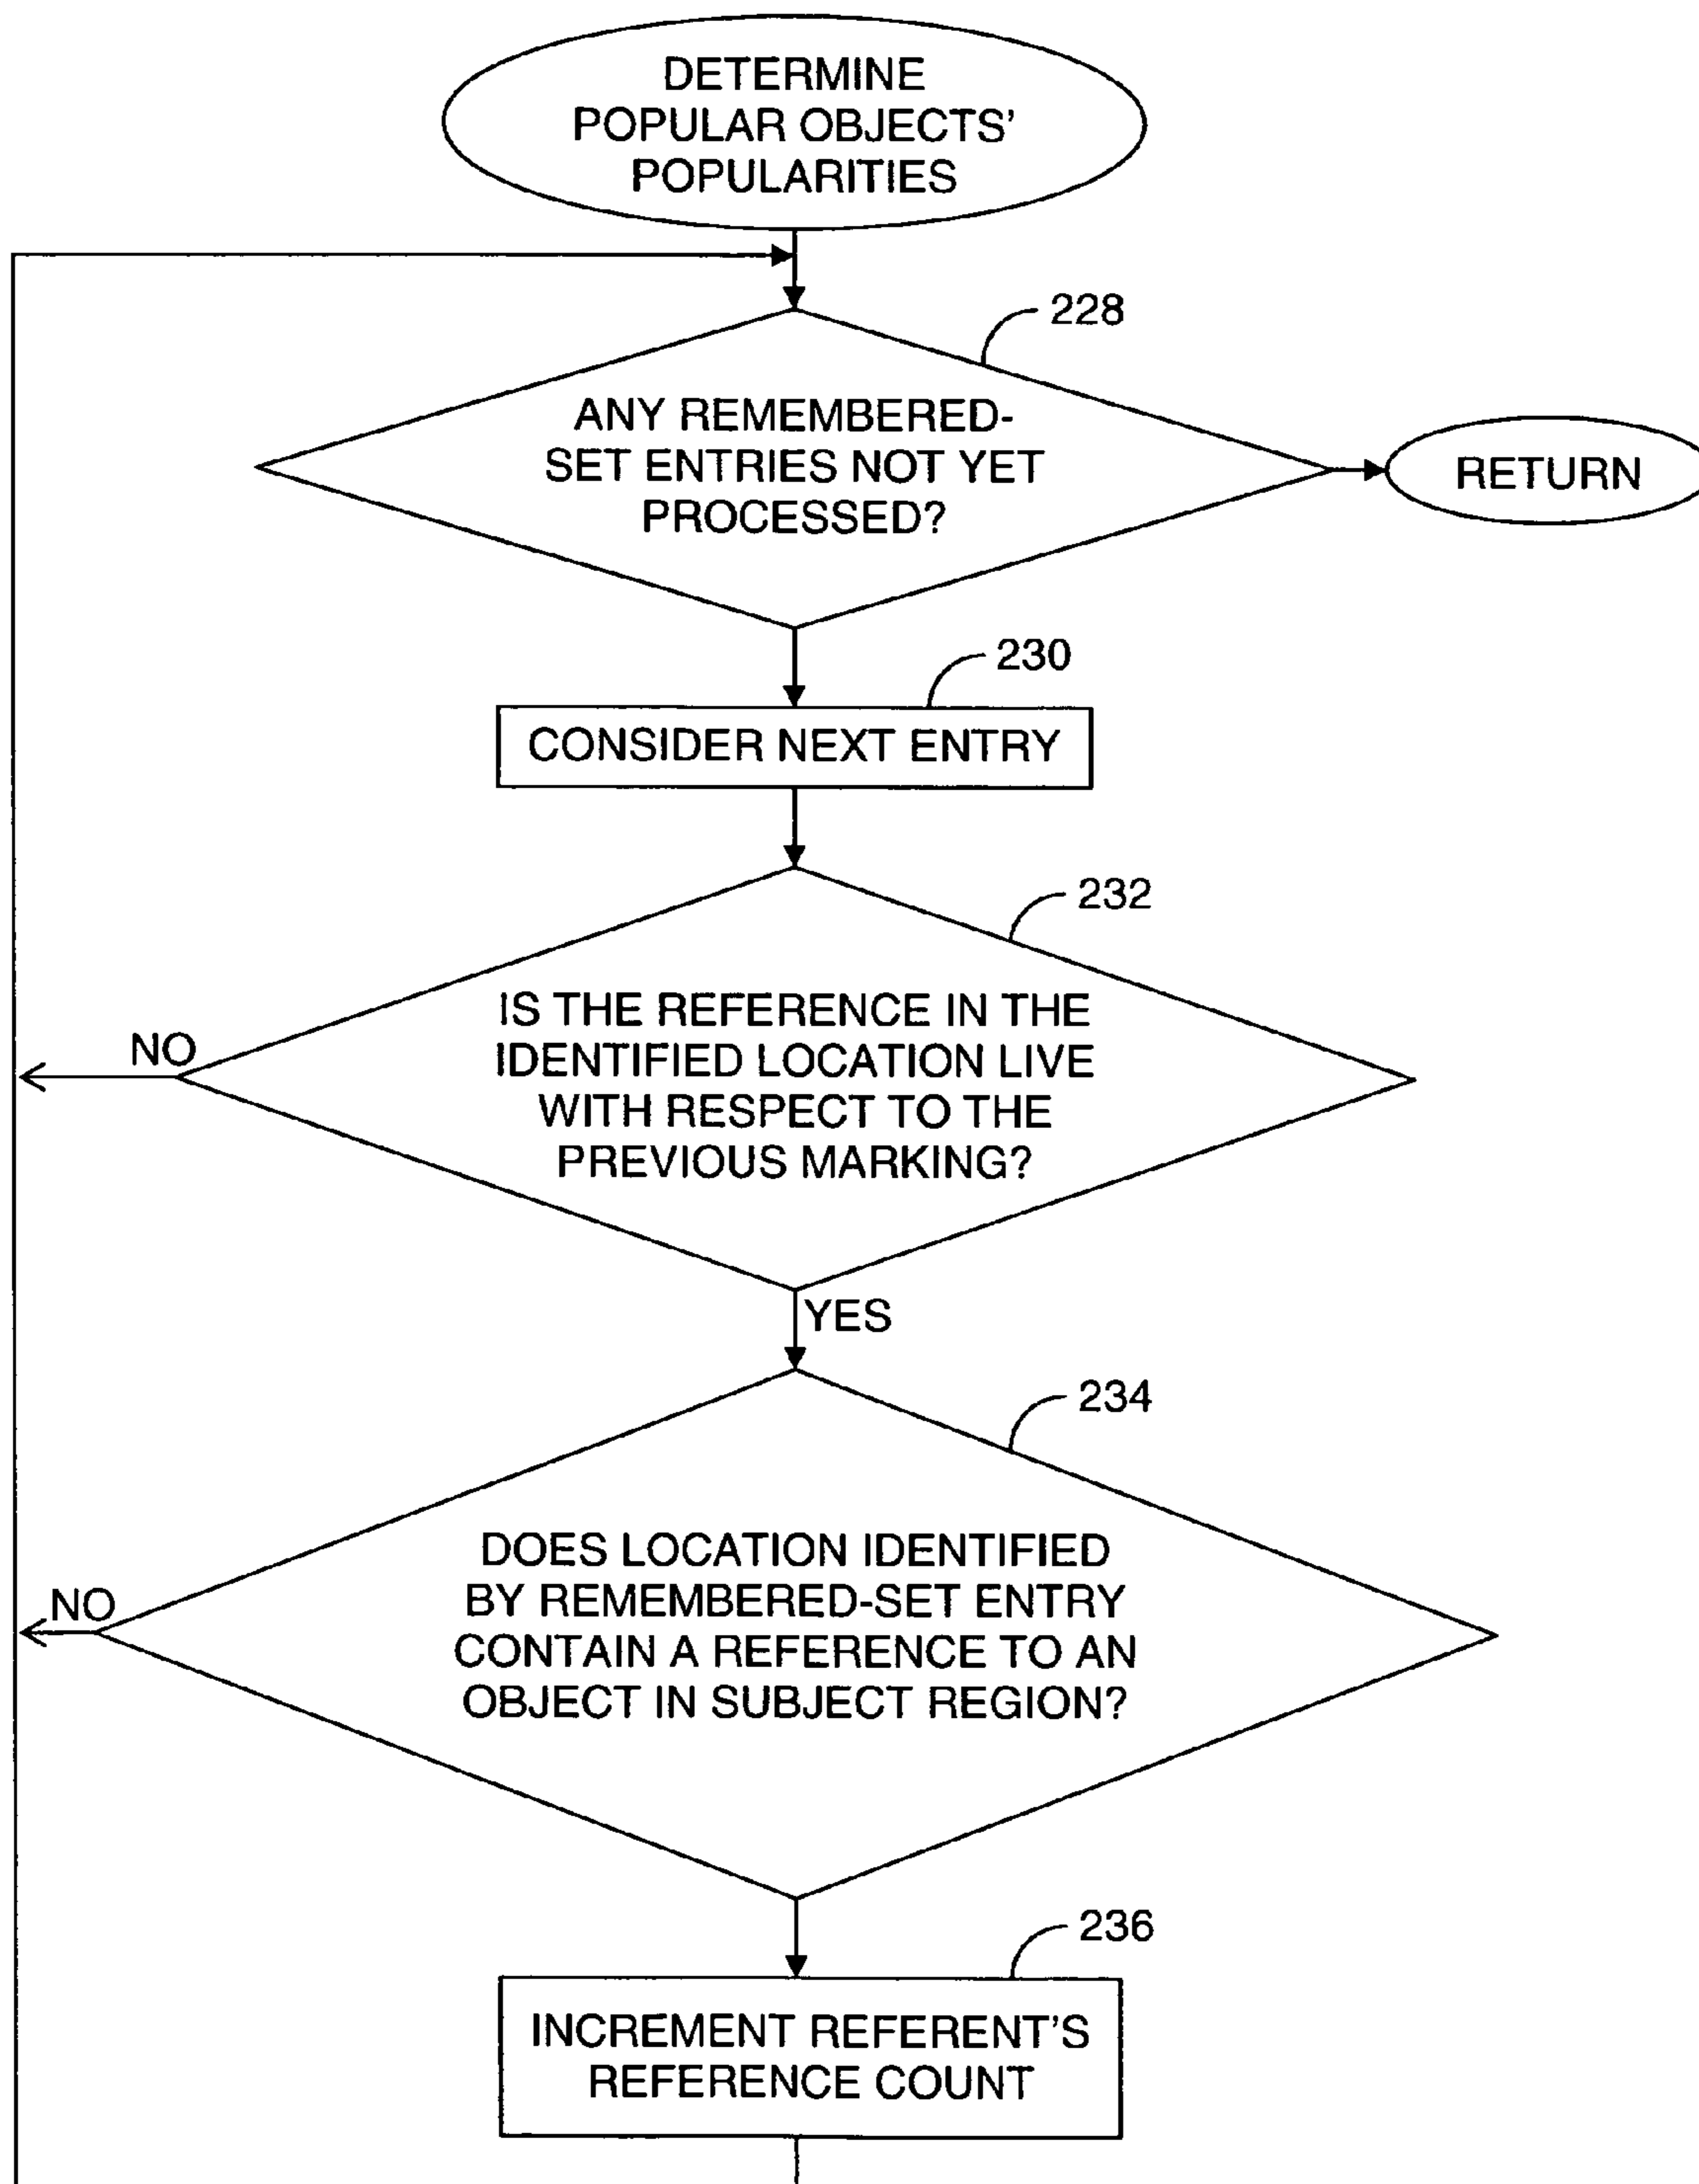 DETERMINE
POPULAR OBJECTS'
POPULARITIES
228
ANY REMEMBERED-
SET ENTRIES NOT YET
PROCESSED?
RETURN
230
CONSIDER NEXT ENTRY
232
IS THE REFERENCE IN THE
IDENTIFIED LOCATION LIVE
WITH RESPECT TO THE
PREVIOUS MARKING?
NO
YES
234
DOES LOCATION IDENTIFIED
BY REMEMBERED-SET ENTRY
CONTAIN A REFERENCE TO AN
OBJECT IN SUBJECT REGION?
NO
236
INCREMENT REFERENT'S
REFERENCE COUNT